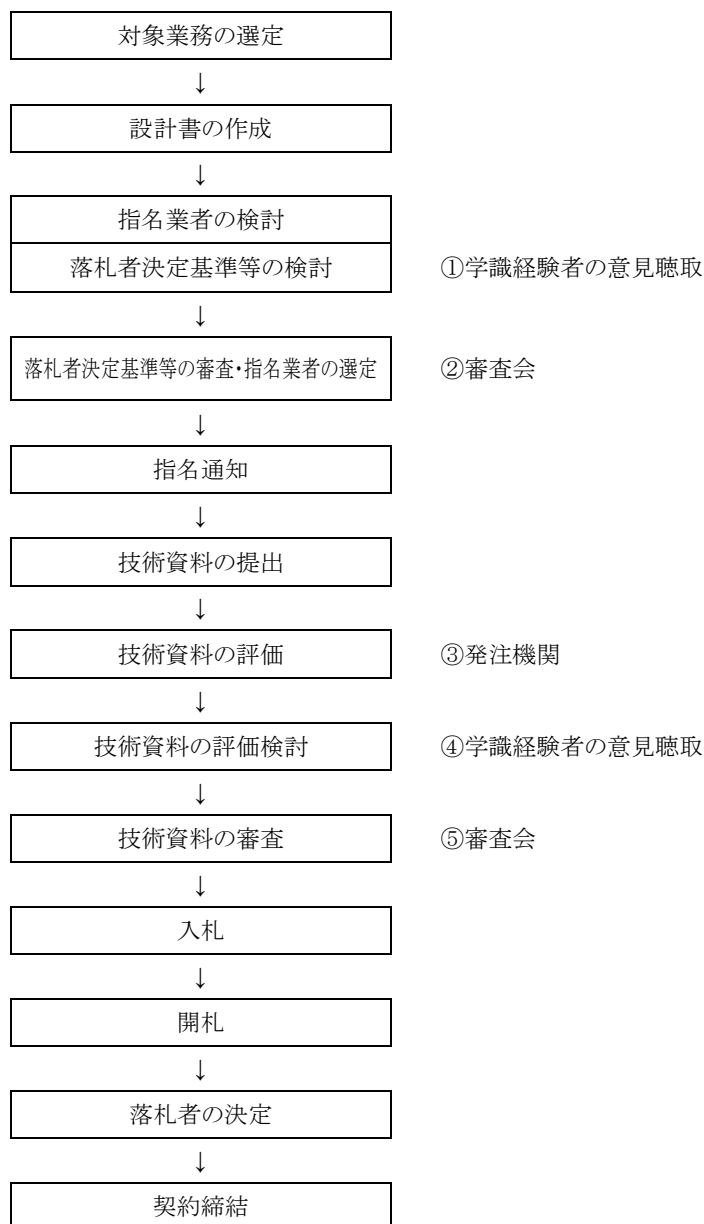 対象業務の選定
↓
設計書の作成
↓
指名業者の検討
落札者決定基準等の検討 ①学識経験者の意見聴取
↓
落札者決定基準等の審査・指名業者の選定 ②審査会
↓
指名通知
↓
技術資料の提出
↓
技術資料の評価 ③発注機関
↓
技術資料の評価検討 ④学識経験者の意見聴取
↓
技術資料の審査 ⑤審査会
↓
入札
↓
開札
↓
落札者の決定
↓
契約締結